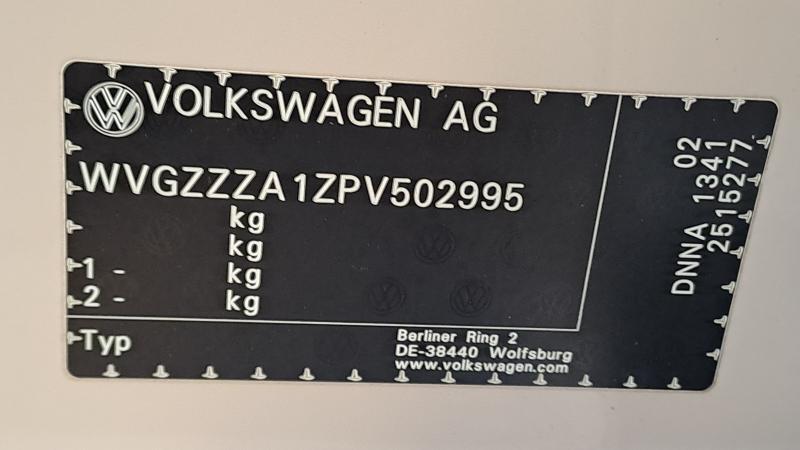 VOLKSWAGEN AG
WVGZZZA1ZPV502995
kg
kg
1 - kg
2 - kg
Typ
Berliner Ring 2
DE-38440 Wolfsburg
www.volkswagen.com
02
DNNA 1341
2515277